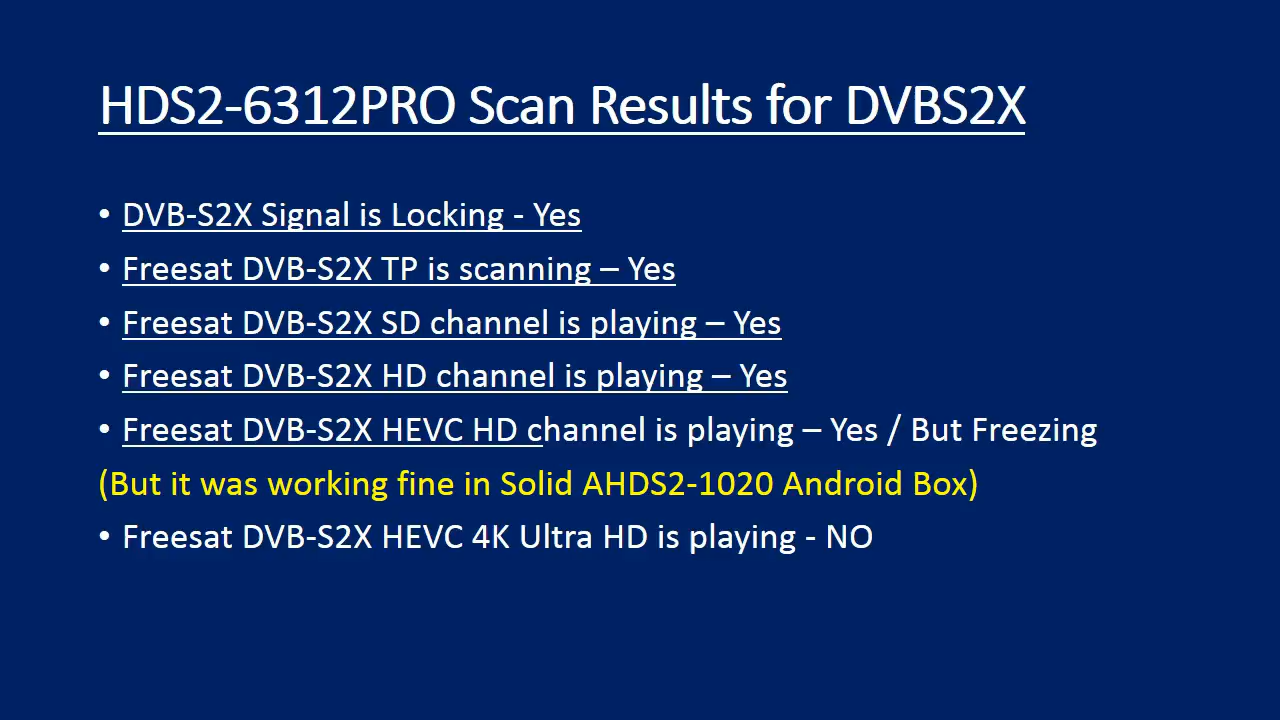 HDS2-6312PRO Scan Results for DVBS2X
• DVB-S2X Signal is Locking - Yes
• Freesat DVB-S2X TP is scanning – Yes
• Freesat DVB-S2X SD channel is playing – Yes
• Freesat DVB-S2X HD channel is playing – Yes
• Freesat DVB-S2X HEVC HD channel is playing – Yes / But Freezing
(But it was working fine in Solid AHDS2-1020 Android Box)
• Freesat DVB-S2X HEVC 4K Ultra HD is playing - NO